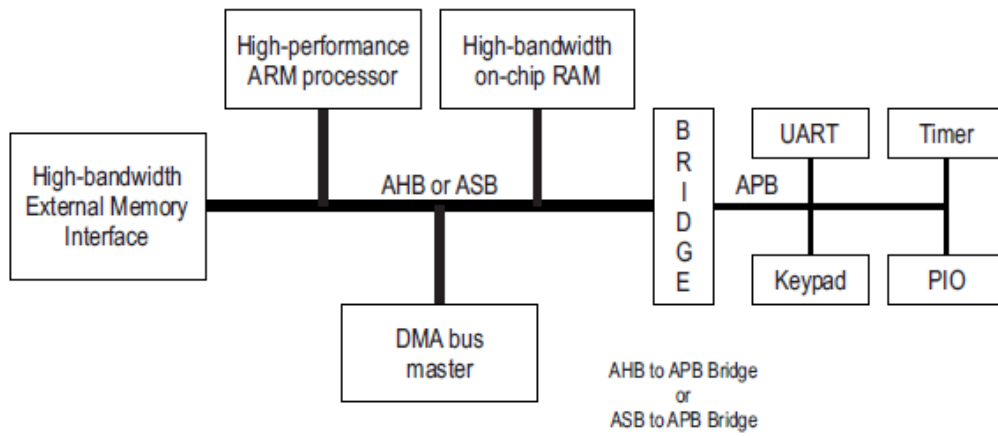 High-performance
ARM processor
High-bandwidth
on-chip RAM
High-bandwidth
External Memory
Interface
AHB or ASB
B
R
I
D
G
E
APB
UART
Timer
Keypad
PIO
DMA bus
master
AHB to APB Bridge
or
ASB to APB Bridge